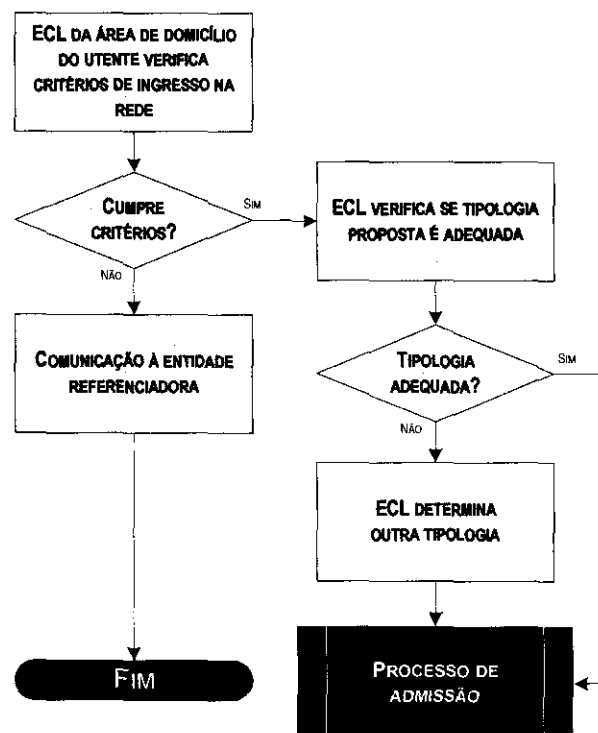 ECL DA ÁREA DE DOMICÍLIO
DO UTENTE VERIFICA
CRITÉRIOS DE INGRESSO NA
REDE
CUMPRE
CRITÉRIOS?
SIM
NÃO
ECL VERIFICA SE TIPOLOGIA
PROPOSTA É ADEQUADA
COMUNICAÇÃO À ENTIDADE
REFERENCIADORA
TIPOLOGIA
ADEQUADA?
SIM
NÃO
ECL DETERMINA
OUTRA TIPOLOGIA
FIM
PROCESSO DE
ADMISSÃO